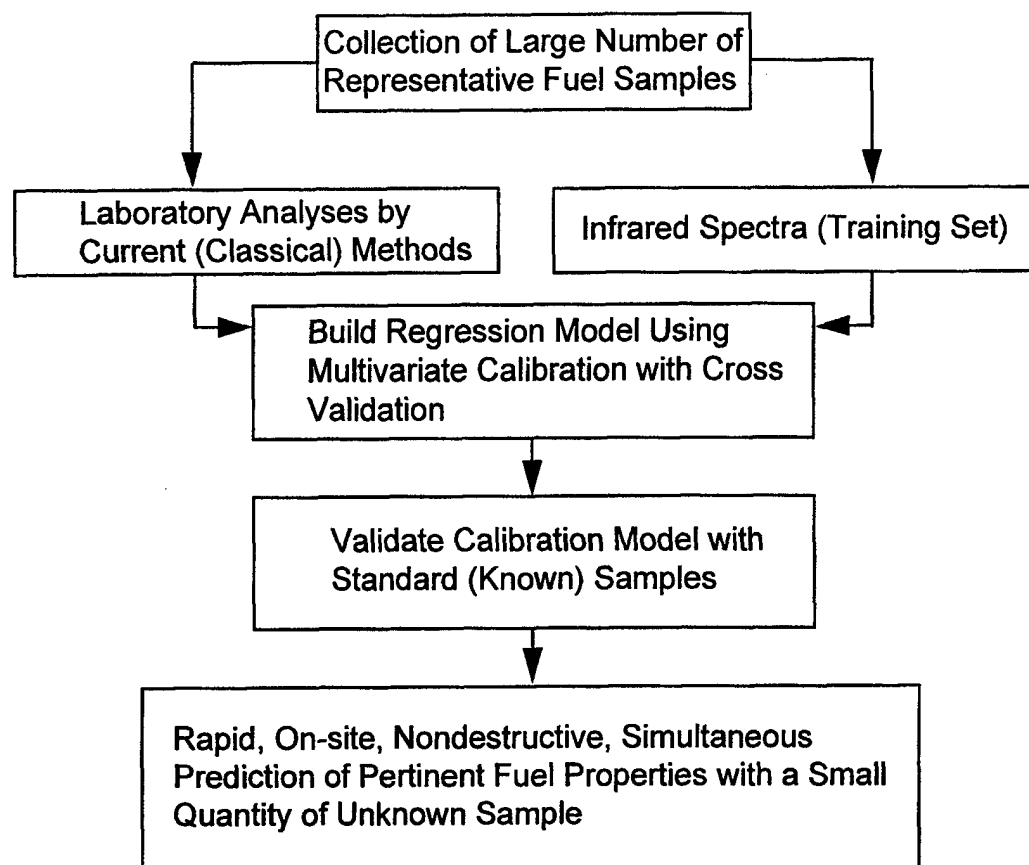 Collection of Large Number of
Representative Fuel Samples
Laboratory Analyses by
Current (Classical) Methods
Infrared Spectra (Training Set)
Build Regression Model Using
Multivariate Calibration with Cross
Validation
Validate Calibration Model with
Standard (Known) Samples
Rapid, On-site, Nondestructive, Simultaneous
Prediction of Pertinent Fuel Properties with a Small
Quantity of Unknown Sample